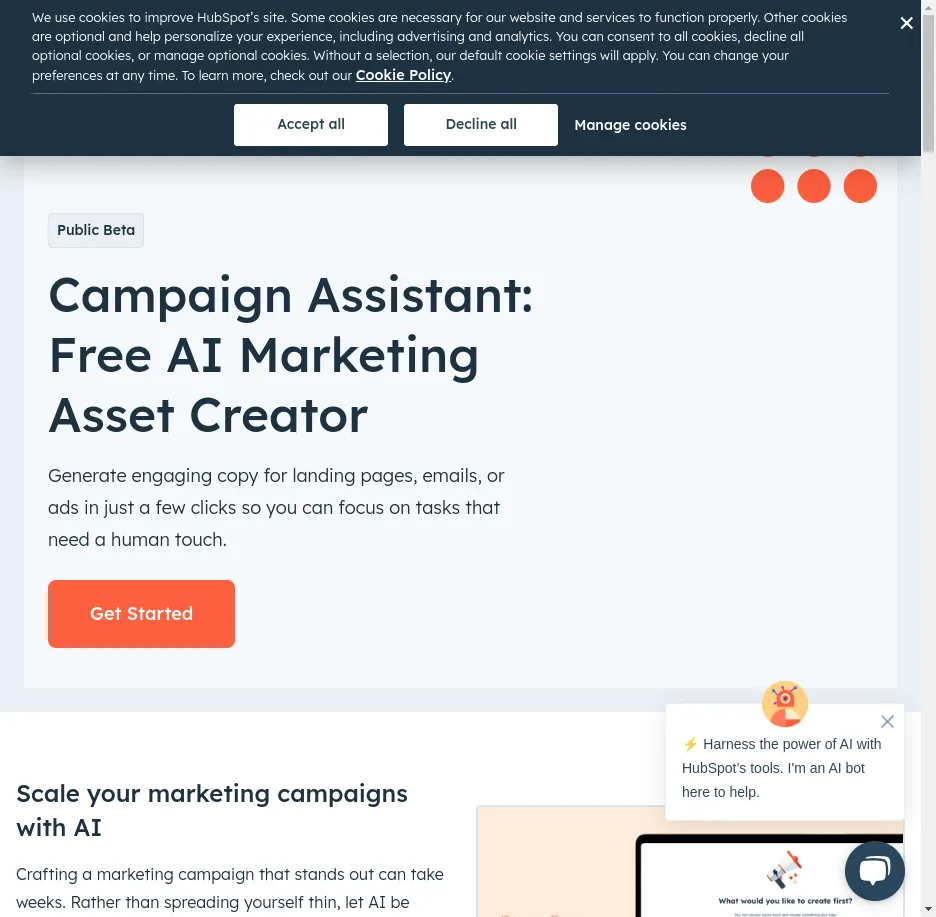 We use cookies to improve HubSpot's site. Some cookies are necessary for our website and services to function properly. Other cookies
are optional and help personalize your experience, including advertising and analytics. You can consent to all cookies, decline all
optional cookies, or manage optional cookies. Without a selection, our default cookie settings will apply. You can change your
preferences at any time. To learn more, check out our Cookie Policy.
Accept all
Decline all
Manage cookies
Public Beta
Campaign Assistant:
Free AI Marketing
Asset Creator
Generate engaging copy for landing pages, emails, or
ads in just a few clicks so you can focus on tasks that
need a human touch.
Get Started
⚡ Harness the power of AI with
HubSpot's tools. I'm an AI bot
here to help.
Scale your marketing campaigns
with AI
Crafting a marketing campaign that stands out can take
weeks. Rather than spreading yourself thin, let AI be
What would you like to create first?